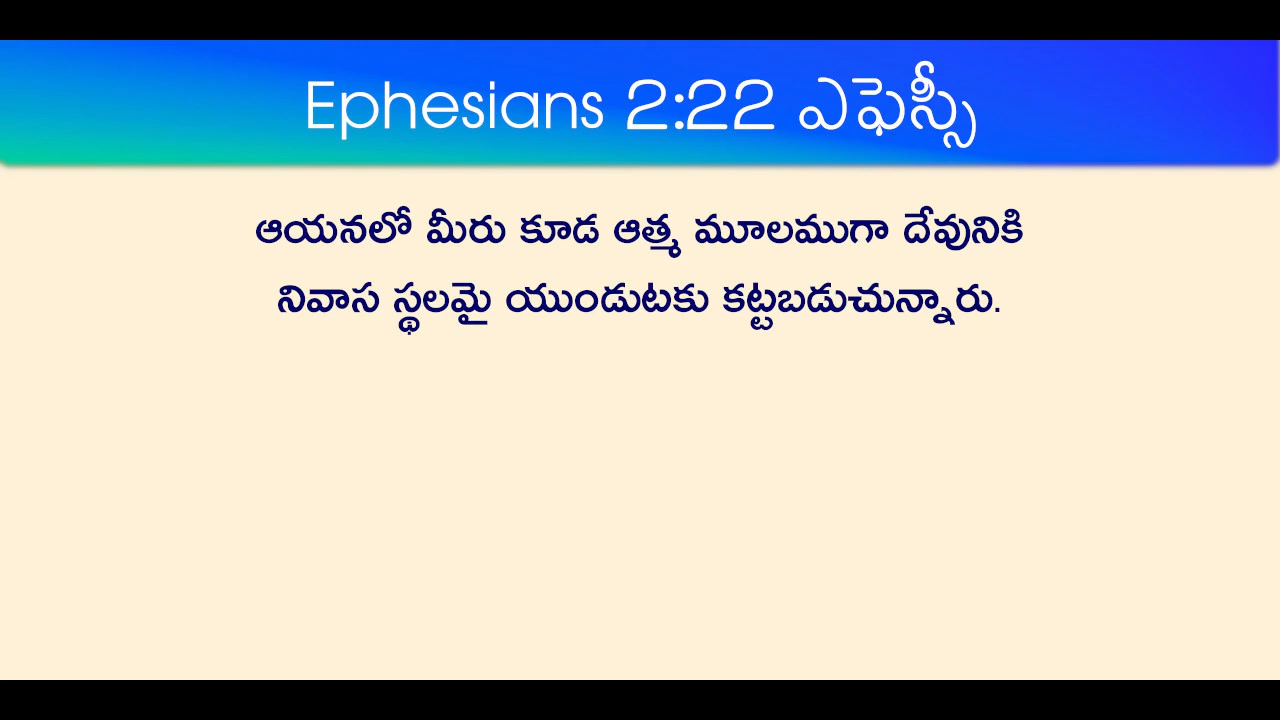 Ephesians 2:22 ఎఫెస్సీ
ఆయనలో మీరు కూడ ఆత్మ మూలముగా దేవునికి
నివాస స్థలమై యుండుటకు కట్టబడుచున్నారు.